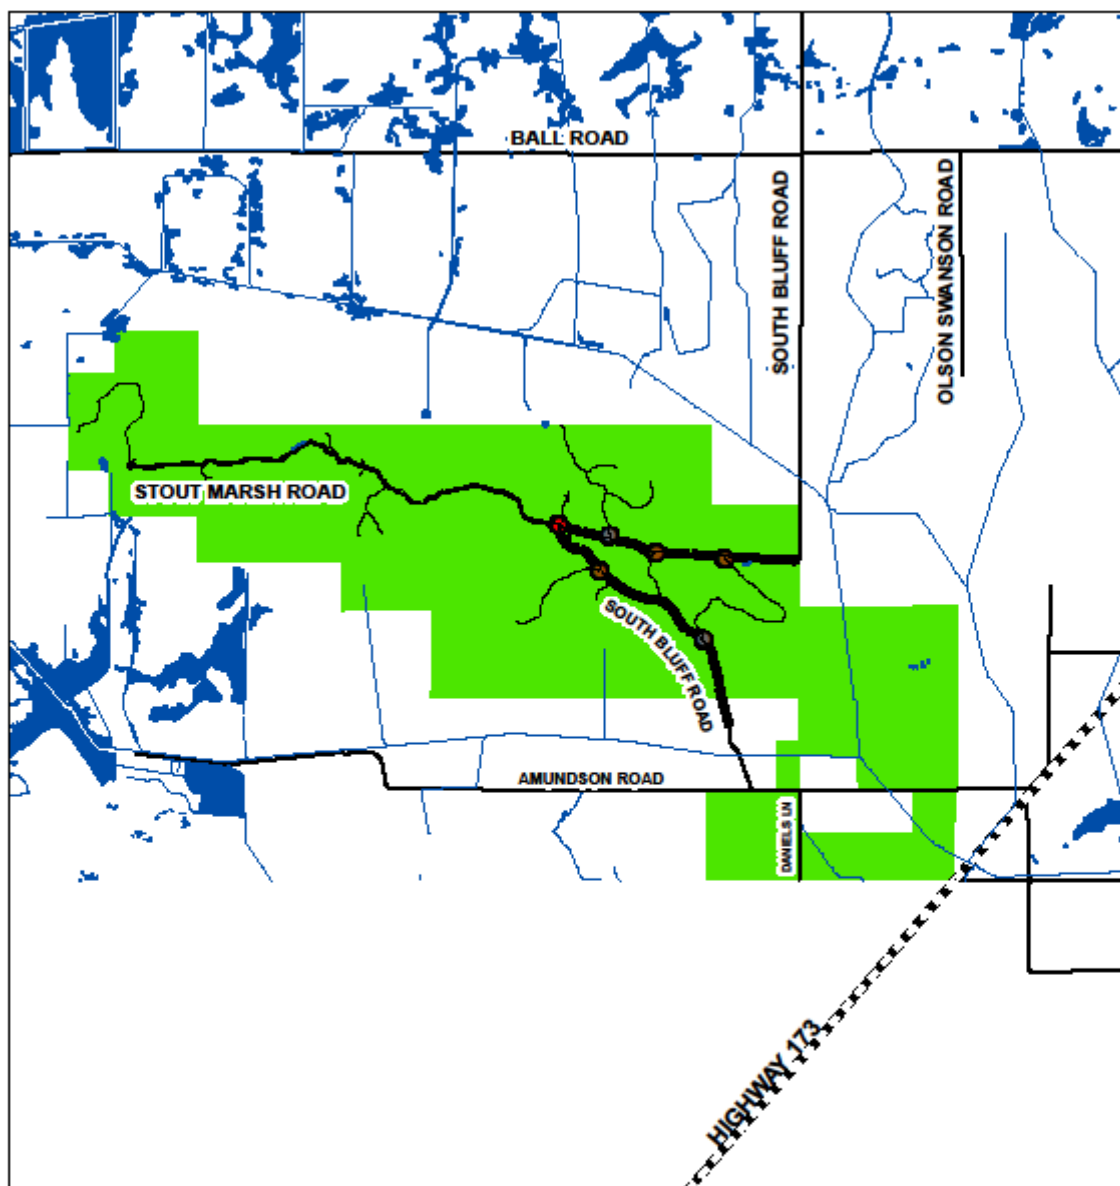 BALL ROAD
SOUTH BLUFF ROAD
OLSON SWANSON ROAD
STOUT MARSH ROAD
SOUTH BLUFF ROAD
AMUNDSON ROAD
DANIELS LN
HIGHWAY 173